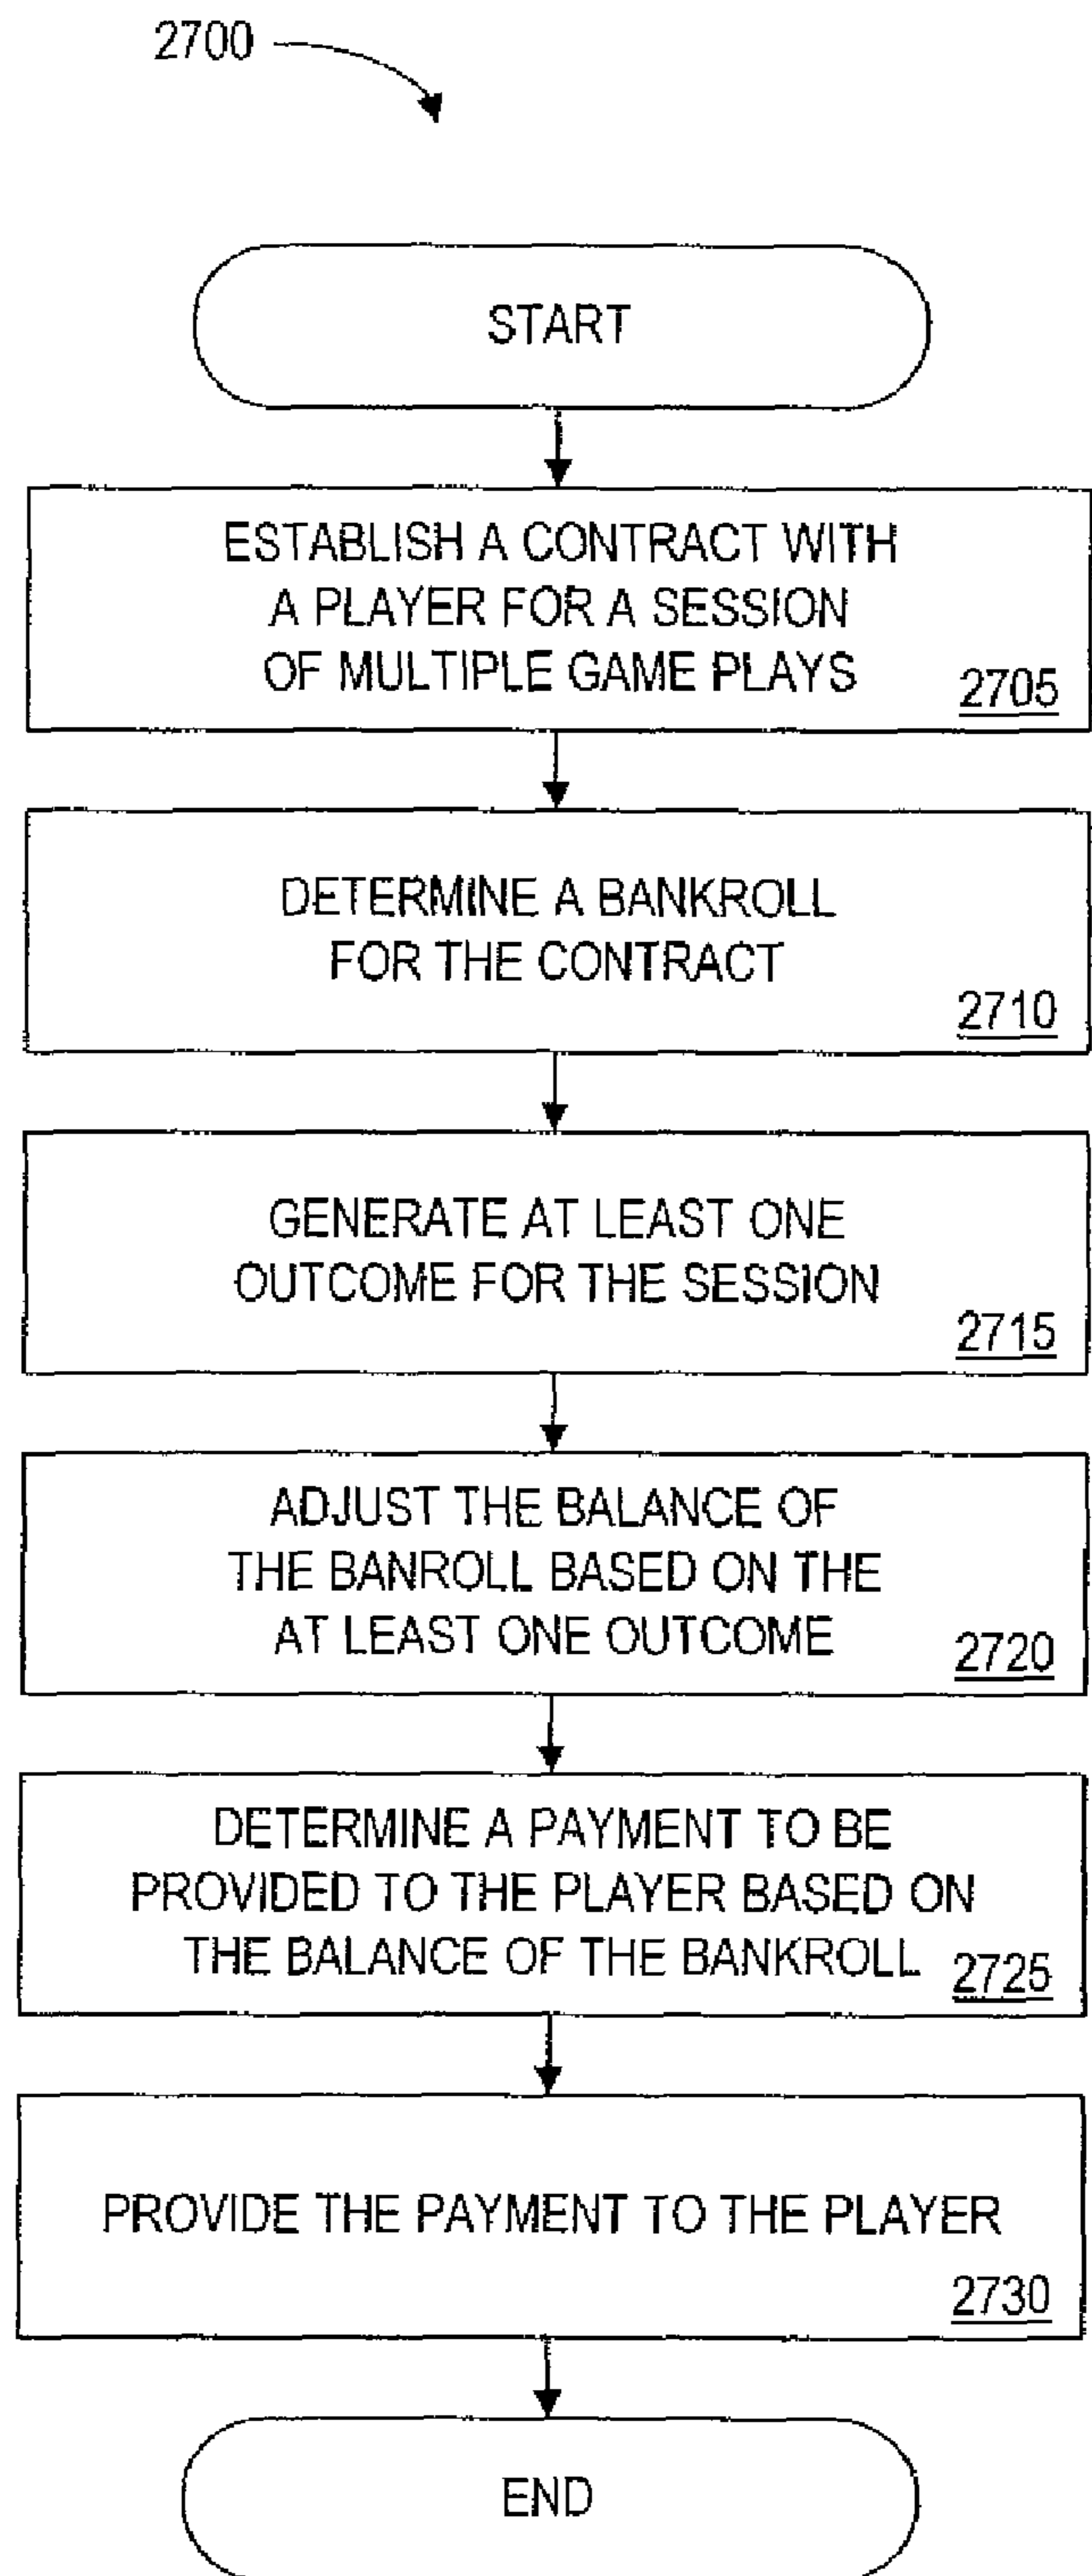 2700
START
ESTABLISH A CONTRACT WITH
A PLAYER FOR A SESSION
OF MULTIPLE GAME PLAYS
2705
DETERMINE A BANKROLL
FOR THE CONTRACT
2710
GENERATE AT LEAST ONE
OUTCOME FOR THE SESSION
2715
ADJUST THE BALANCE OF
THE BANROLL BASED ON THE
AT LEAST ONE OUTCOME
2720
DETERMINE A PAYMENT TO BE
PROVIDED TO THE PLAYER BASED ON
THE BALANCE OF THE BANKROLL
2725
PROVIDE THE PAYMENT TO THE PLAYER
2730
END